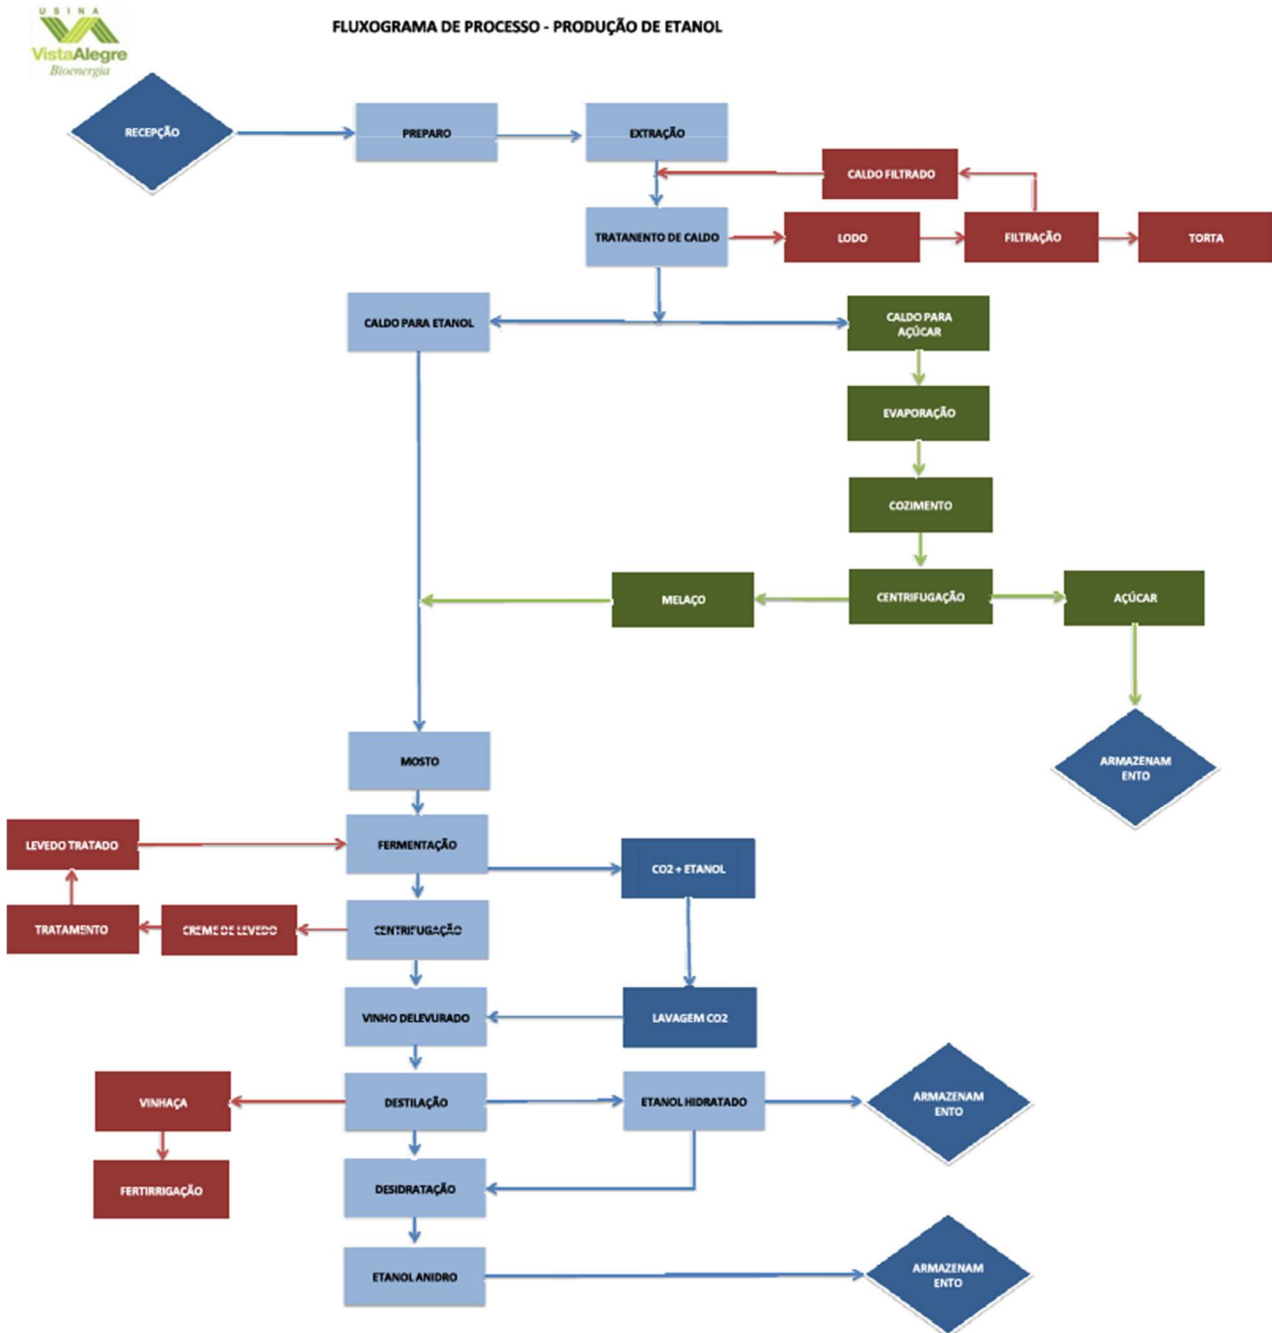 USINA
VistaAlegre
Bioenergia
FLUXOGRAMA DE PROCESSO - PRODUÇÃO DE ETANOL
RECEPÇÃO
PREPARO
EXTRAÇÃO
CALDO FILTRADO
TRATANENTO DE CALDO
LODO
FILTRAÇÃO
TORTA
CALDO PARA ETANOL
CALDO PARA
AÇÚCAR
EVAPORAÇÃO
COZIMENTO
MELAÇO
CENTRIFUGAÇÃO
AÇÚCAR
MOSTO
ARMAZENAM
ENTO
LEVEDO TRATADO
FERMENTAÇÃO
CO2 + ETANOL
TRATAMENTO
CREME DE LEVEDO
CENTRIFUGAÇÃO
VINHO DELEVURADO
LAVAGEM CO2
VINHAÇA
DESTILAÇÃO
ETANOL HIDRATADO
ARMAZENAM
ENTO
FERTIRRIGAÇÃO
DESIDRATAÇÃO
ETANOL ANIDRO
ARMAZENAM
ENTO